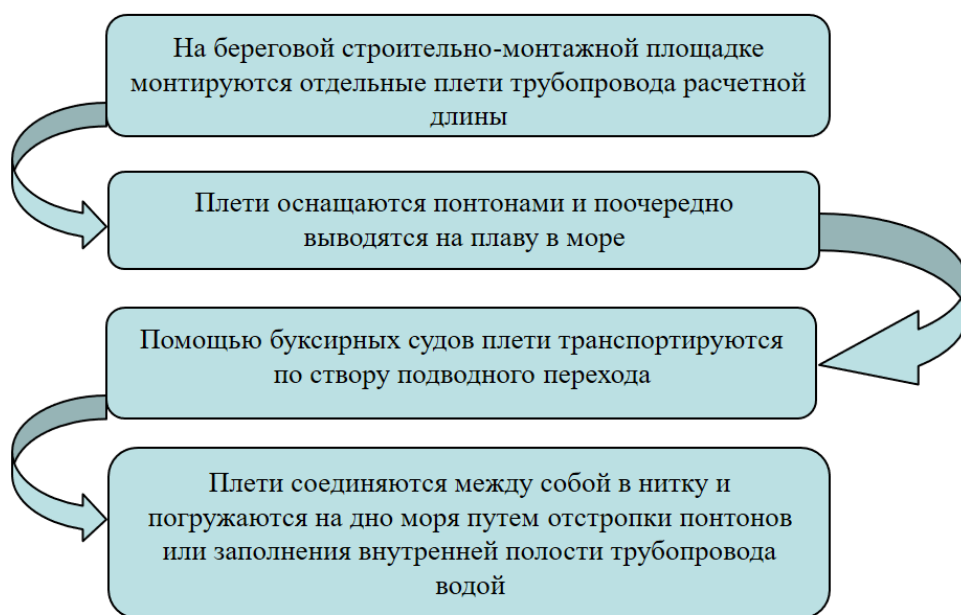 На береговой строительно-монтажной площадке
монтируются отдельные плети трубопровода расчетной
длины
Плети оснащаются понтонами и поочередно
выводятся на плаву в море
Помощью буксирных судов плети транспортируются
по створу подводного перехода
Плети соединяются между собой в нитку и
погружаются на дно моря путем отстропки понтонов
или заполнения внутренней полости трубопровода
водой